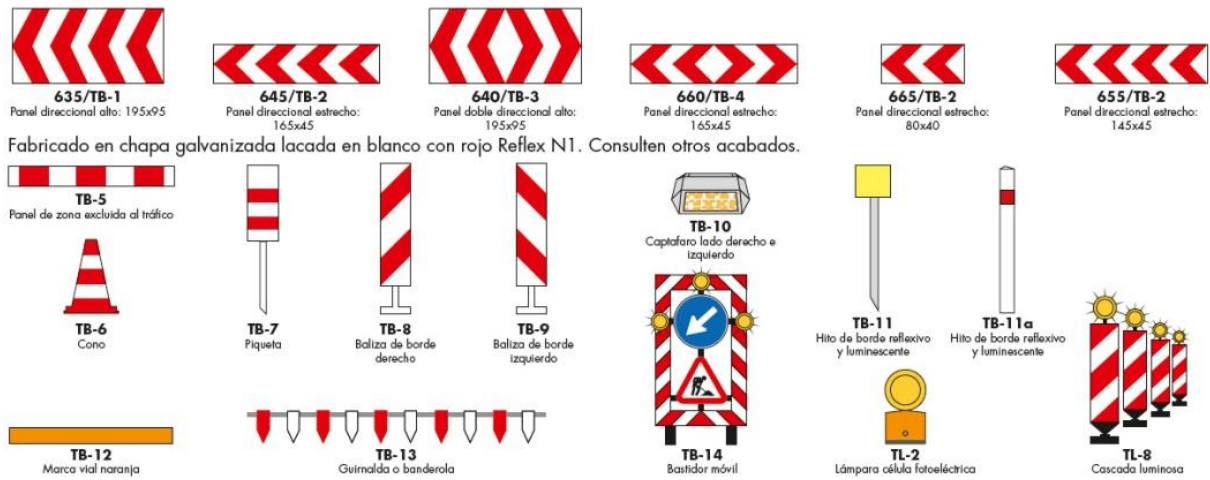 635/TB-1
Panel direccional alto: 195x95
645/TB-2
Panel direccional estrecho:
165x45
640/TB-3
Panel doble direccional alto:
195x95
660/TB-4
Panel direccional estrecho:
165x45
665/TB-2
Panel direccional estrecho:
80x40
655/TB-2
Panel direccional estrecho:
145x45
Fabricado en chapa galvanizada lacada en blanco con rojo Reflex N1. Consulten otros acabados.
TB-5
Panel de zona excluida al tráfico
TB-6
Cono
TB-7
Piqueta
TB-8
Baliza de borde
derecho
TB-9
Baliza de borde
izquierdo
TB-10
Captafaro lado derecho e
izquierdo
TB-11
Hito de borde reflexivo
y luminescente
TB-11a
Hito de borde reflexivo
y luminescente
TB-12
Marca vial naranja
TB-13
Guirnalda o banderola
TB-14
Bastidor móvil
TL-2
Lámpara célula fotoeléctrica
TL-8
Cascada luminosa